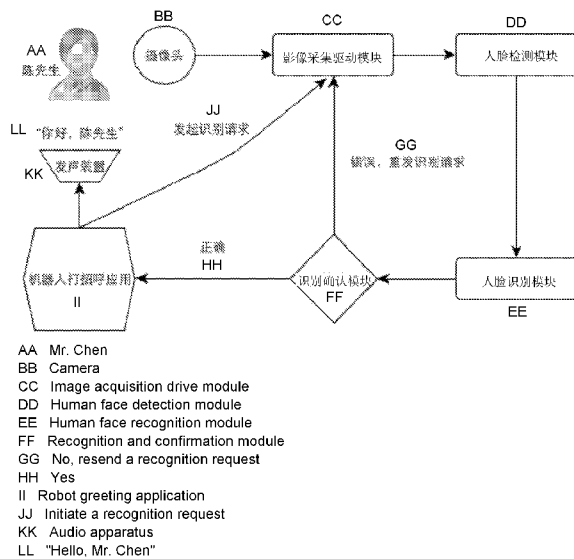 BB
CC
DD
AA
陈先生
摄像头
影像采集驱动模块
人脸检测模块
JJ
发起识别请求
LL “你好，陈先生”
GG
错误，重发识别请求
KK 发声装置
正确
HH
机器人打招呼应用
II
识别确认模块
FF
人脸识别模块
EE
AA Mr. Chen
BB Camera
CC Image acquisition drive module
DD Human face detection module
EE Human face recognition module
FF Recognition and confirmation module
GG No, resend a recognition request
HH Yes
II Robot greeting application
JJ Initiate a recognition request
KK Audio apparatus
LL "Hello, Mr. Chen"